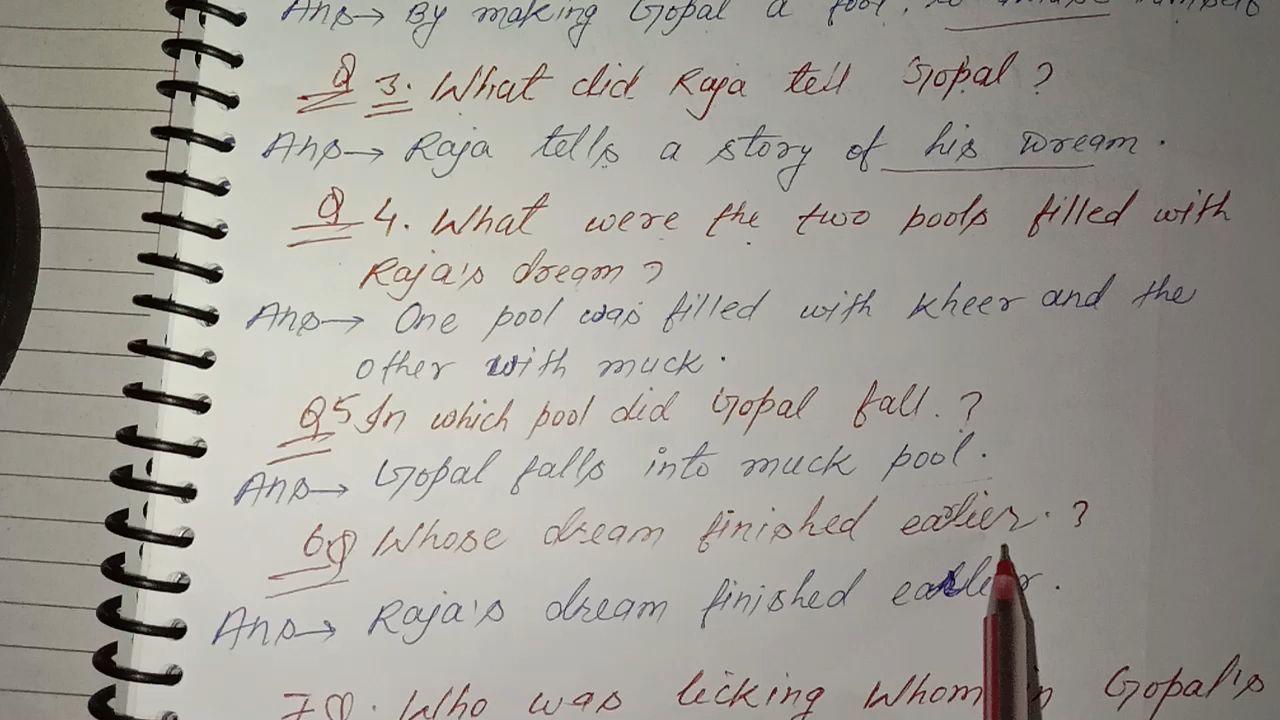 Ans → By making Gopal a fool.
Q 3. What did Raja tell Gopal ?
Ans → Raja tells a story of his Dream.
Q 4. What were the two pools filled with
Raja's dream ?
Ans → One pool was filled with kheer and the
other with muck.
Q5 In which pool did Gopal fall. ?
Ans → Gopal falls into muck pool.
6Q Whose dream finished earlier. ?
Ans → Raja's dream finished earlier.
7Q. Who was licking Whom in Gopal's